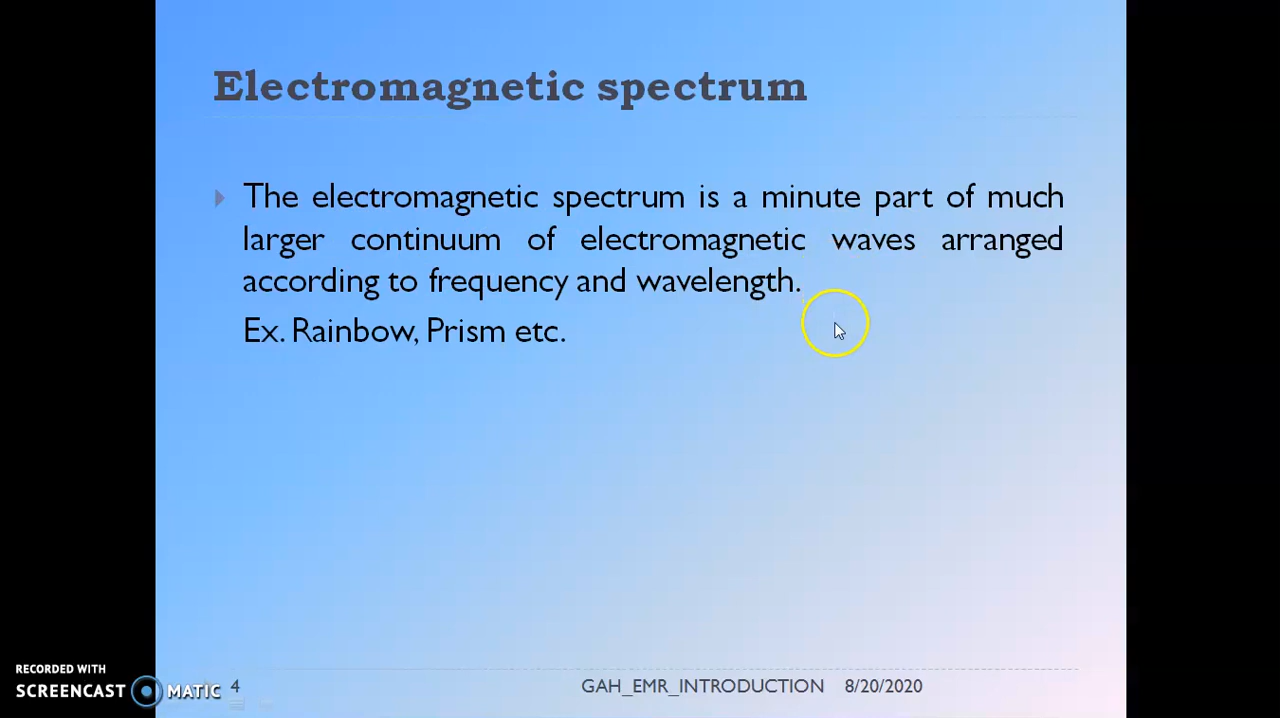 Electromagnetic spectrum
The electromagnetic spectrum is a minute part of much
larger continuum of electromagnetic waves arranged
according to frequency and wavelength.
Ex. Rainbow, Prism etc.
RECORDED WITH
SCREENCAST MATIC
4
GAH_EMR_INTRODUCTION 8/20/2020